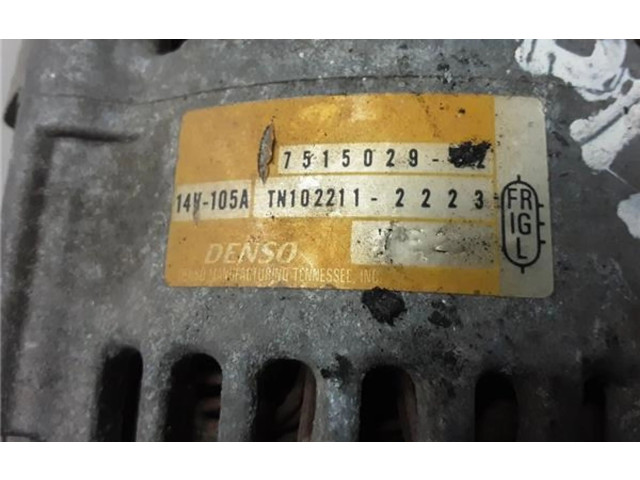 7515029-
14V-105A TN102211-2223
DENSO
MANUFACTURING TENNESSEE, INC
FR
IG
L